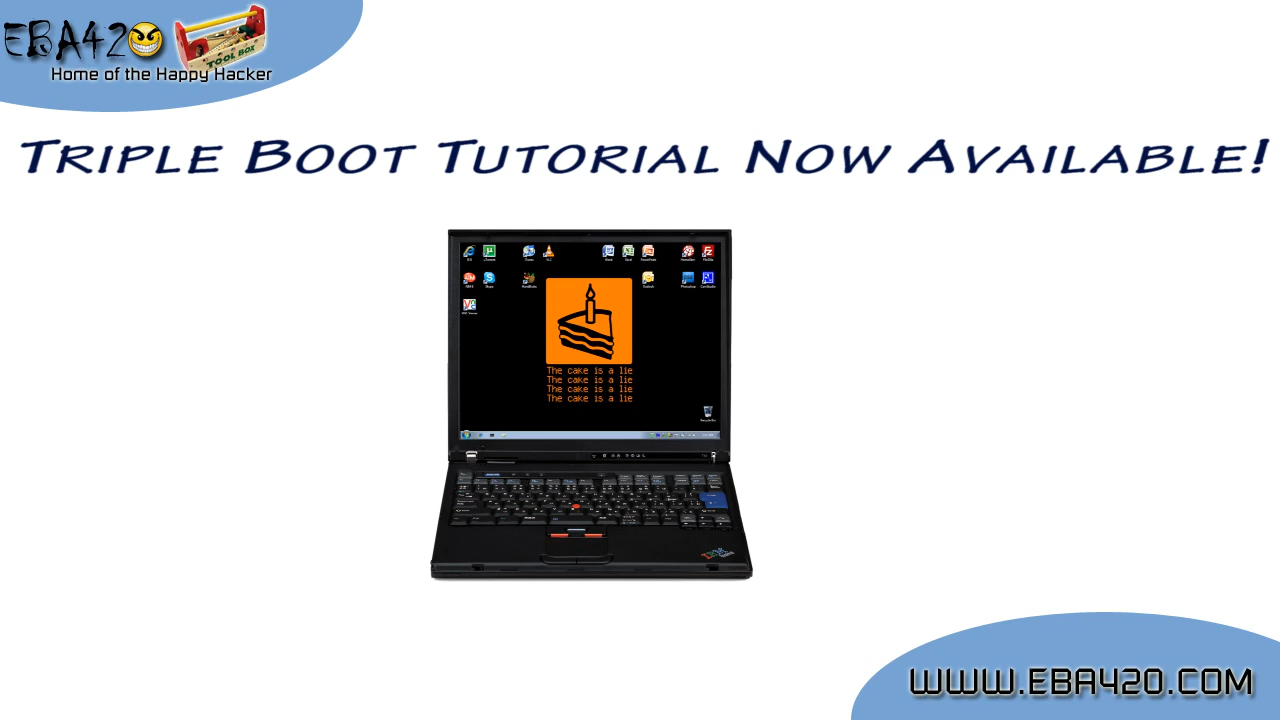 EBA420
TOOL BOX
Home of the Happy Hacker
Triple Boot Tutorial Now Available!
The cake is a lie
The cake is a lie
The cake is a lie
The cake is a lie
WWW.EBA420.COM